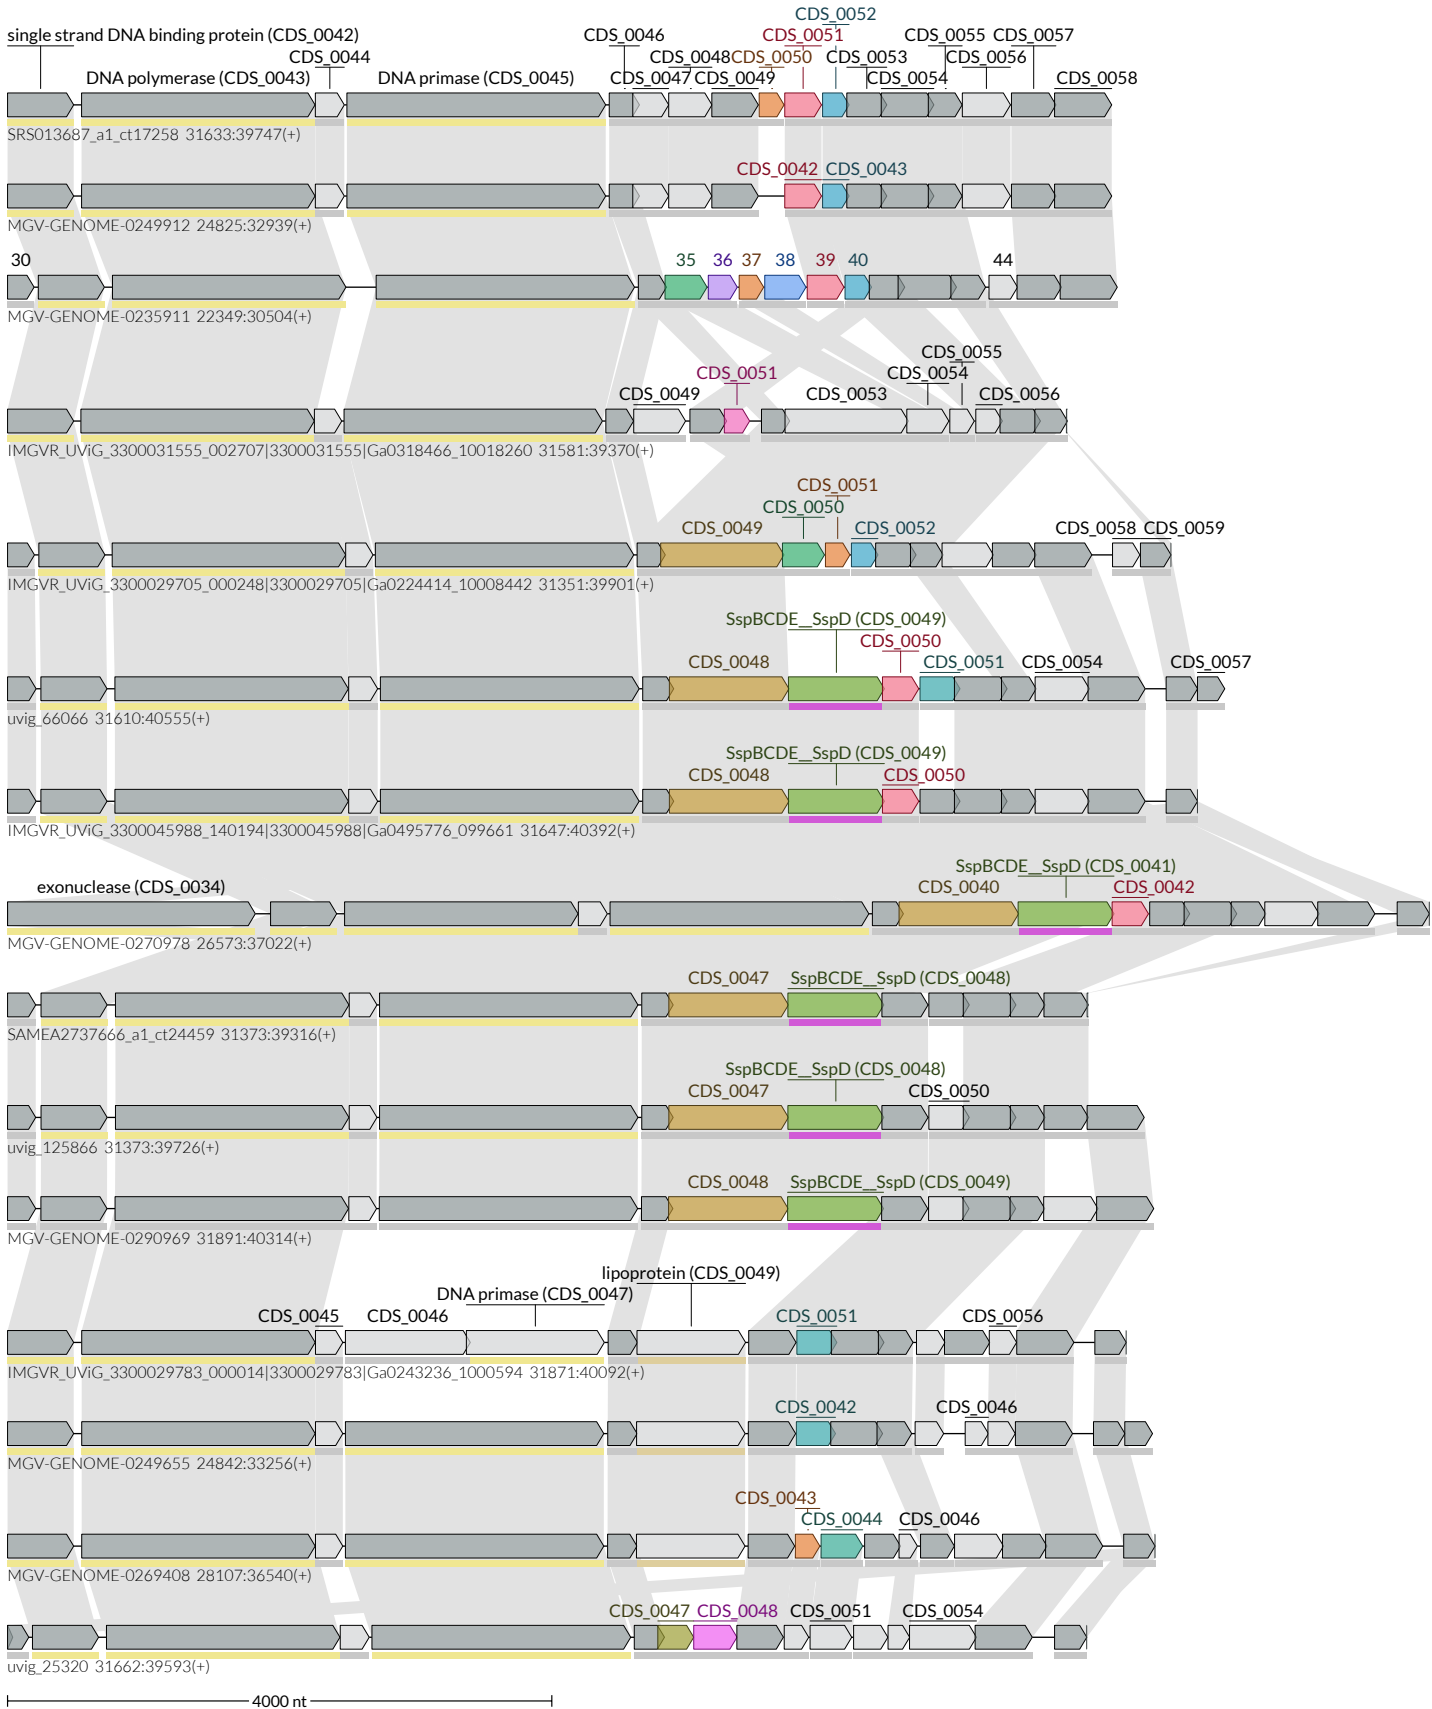 CDS_0052
single strand DNA binding protein (CDS_0042) CDS_0046 CDS_0051 CDS_0055 CDS_0057
CDS_0044 CDS_0048 CDS_0050 CDS_0053 CDS_0056
DNA polymerase (CDS_0043) DNA primase (CDS_0045) CDS_0047 CDS_0049 CDS_0054 CDS_0058
SRS013687_a1_ct17258 31633:39747(+)
CDS_0042 CDS_0043
MGV-GENOME-0249912 24825:32939(+)
30 35 36 37 38 39 40 44
MGV-GENOME-0235911 22349:30504(+)
CDS_0055
CDS_0051 CDS_0054
CDS_0049 CDS_0053 CDS_0056
IMGVR_UViG_3300031555_002707|3300031555|Ga0318466_10018260 31581:39370(+)
CDS_0051
CDS_0050
CDS_0049 CDS_0052 CDS_0058 CDS_0059
IMGVR_UViG_3300029705_000248|3300029705|Ga0224414_10008442 31351:39901(+)
SspBCDE__SspD (CDS_0049)
CDS_0050
CDS_0048 CDS_0051 CDS_0054 CDS_0057
uvig_66066 31610:40555(+)
SspBCDE__SspD (CDS_0049)
CDS_0048 CDS_0050
IMGVR_UViG_3300045988_140194|3300045988|Ga0495776_099661 31647:40392(+)
SspBCDE__SspD (CDS_0041)
exonuclease (CDS_0034) CDS_0040 CDS_0042
MGV-GENOME-0270978 26573:37022(+)
CDS_0047 SspBCDE__SspD (CDS_0048)
SAMEA2737666_a1_ct24459 31373:39316(+)
SspBCDE__SspD (CDS_0048)
CDS_0047 CDS_0050
uvig_125866 31373:39726(+)
CDS_0048 SspBCDE__SspD (CDS_0049)
MGV-GENOME-0290969 31891:40314(+)
lipoprotein (CDS_0049)
DNA primase (CDS_0047)
CDS_0045 CDS_0046 CDS_0051 CDS_0056
IMGVR_UViG_3300029783_000014|3300029783|Ga0243236_1000594 31871:40092(+)
CDS_0042 CDS_0046
MGV-GENOME-0249655 24842:33256(+)
CDS_0043
CDS_0044 CDS_0046
MGV-GENOME-0269408 28107:36540(+)
CDS_0047 CDS_0048 CDS_0051 CDS_0054
uvig_25320 31662:39593(+)
4000 nt